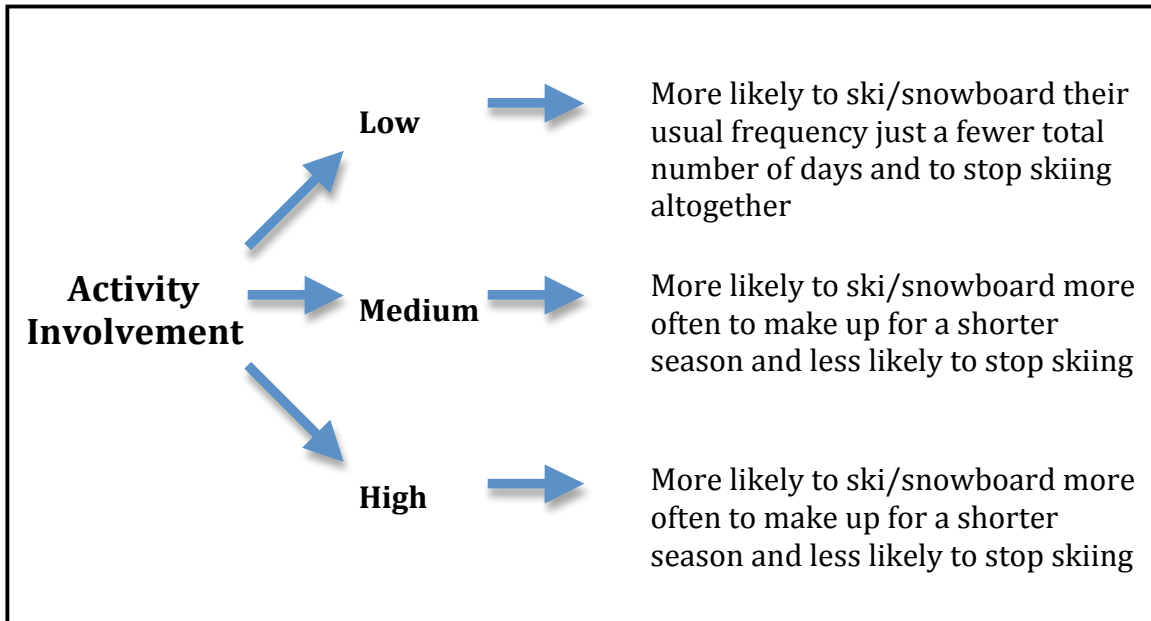 Activity
Involvement
Low
More likely to ski/snowboard their
usual frequency just a fewer total
number of days and to stop skiing
altogether
Medium
More likely to ski/snowboard more
often to make up for a shorter
season and less likely to stop skiing
High
More likely to ski/snowboard more
often to make up for a shorter
season and less likely to stop skiing